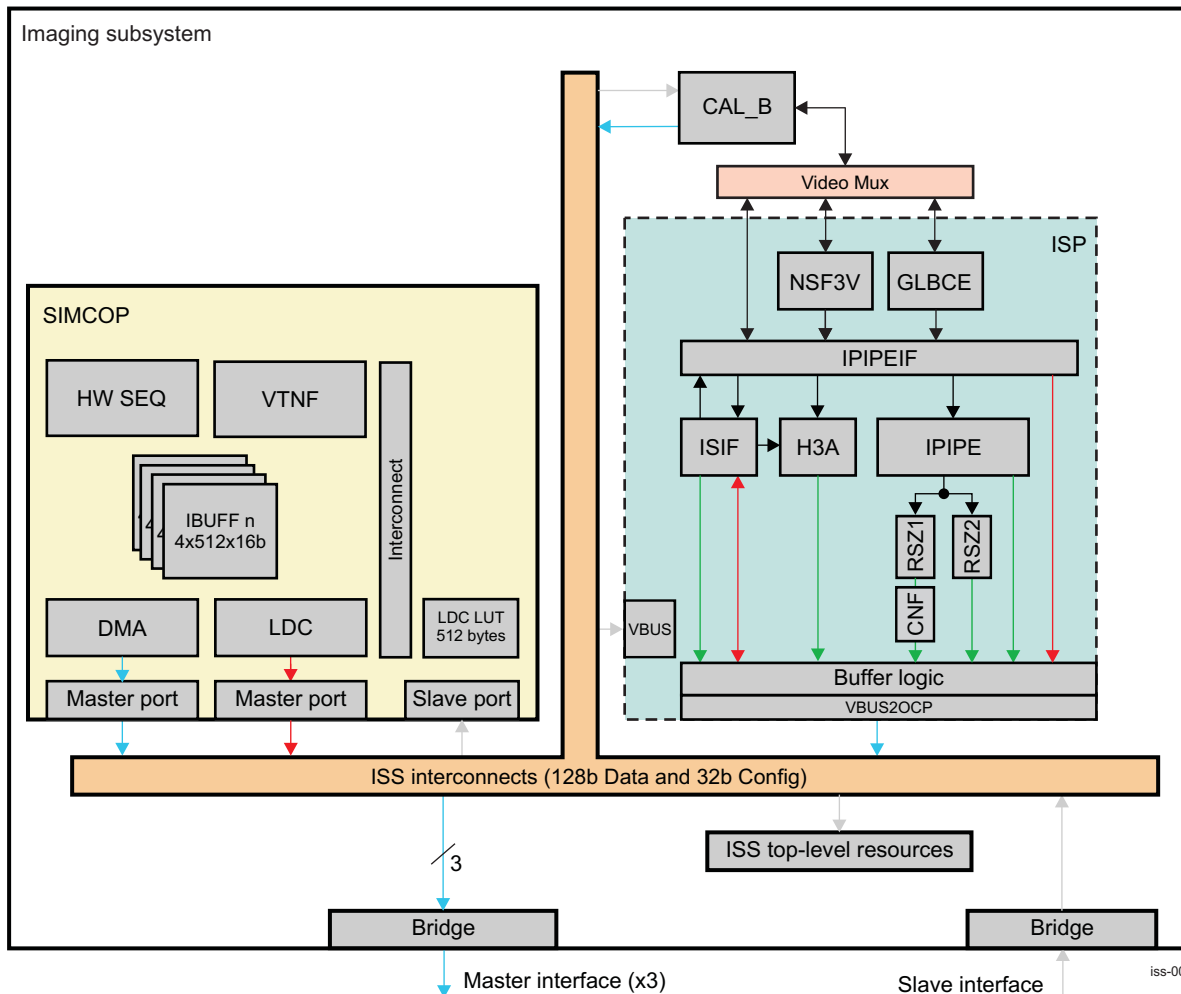 Imaging subsystem
CAL_B
Video Mux
ISP
NSF3V
GLBCE
IPIPEIF
ISIF
H3A
IPIPE
RSZ1
RSZ2
CNF
VBUS
Buffer logic
VBUS2OCP
SIMCOP
HW SEQ
VTNF
Interconnect
IBUFF n
4x512x16b
DMA
LDC
LDC LUT
512 bytes
Master port
Master port
Slave port
ISS interconnects (128b Data and 32b Config)
3
ISS top-level resources
Bridge
Bridge
Master interface (x3)
Slave interface
iss-00